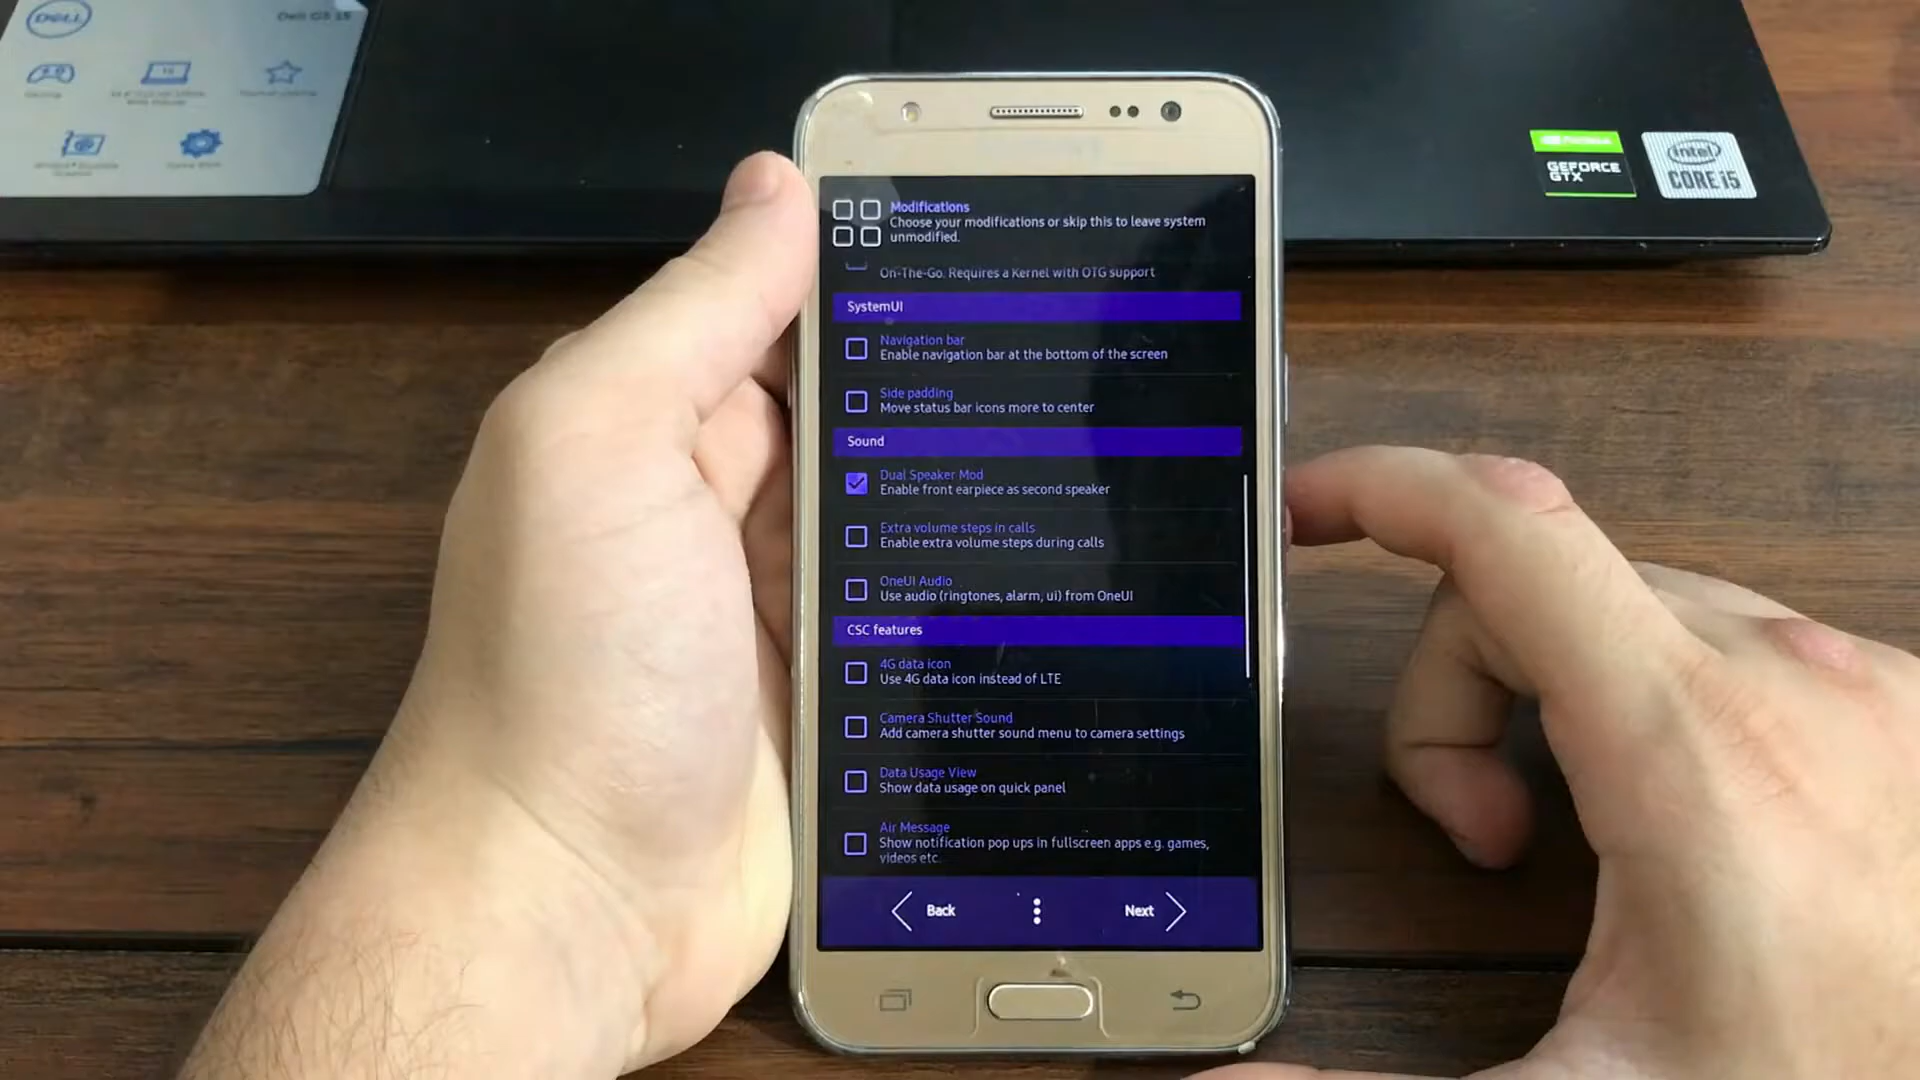 DELL
Dell G3 15
GEFORCE
GTX
intel
CORE i5
Modifications
Choose your modifications or skip this to leave system
unmodified.
On-The-Go. Requires a Kernel with OTG support
SystemUI
Navigation bar
Enable navigation bar at the bottom of the screen
Side padding
Move status bar icons more to center
Sound
Dual Speaker Mod
Enable front earpiece as second speaker
Extra volume steps in calls
Enable extra volume steps during calls
OneUI Audio
Use audio (ringtones, alarm, ui) from OneUI
CSC features
4G data icon
Use 4G data icon instead of LTE
Camera Shutter Sound
Add camera shutter sound menu to camera settings
Data Usage View
Show data usage on quick panel
Air Message
Show notification pop ups in fullscreen apps e.g. games,
videos etc.
Back
Next